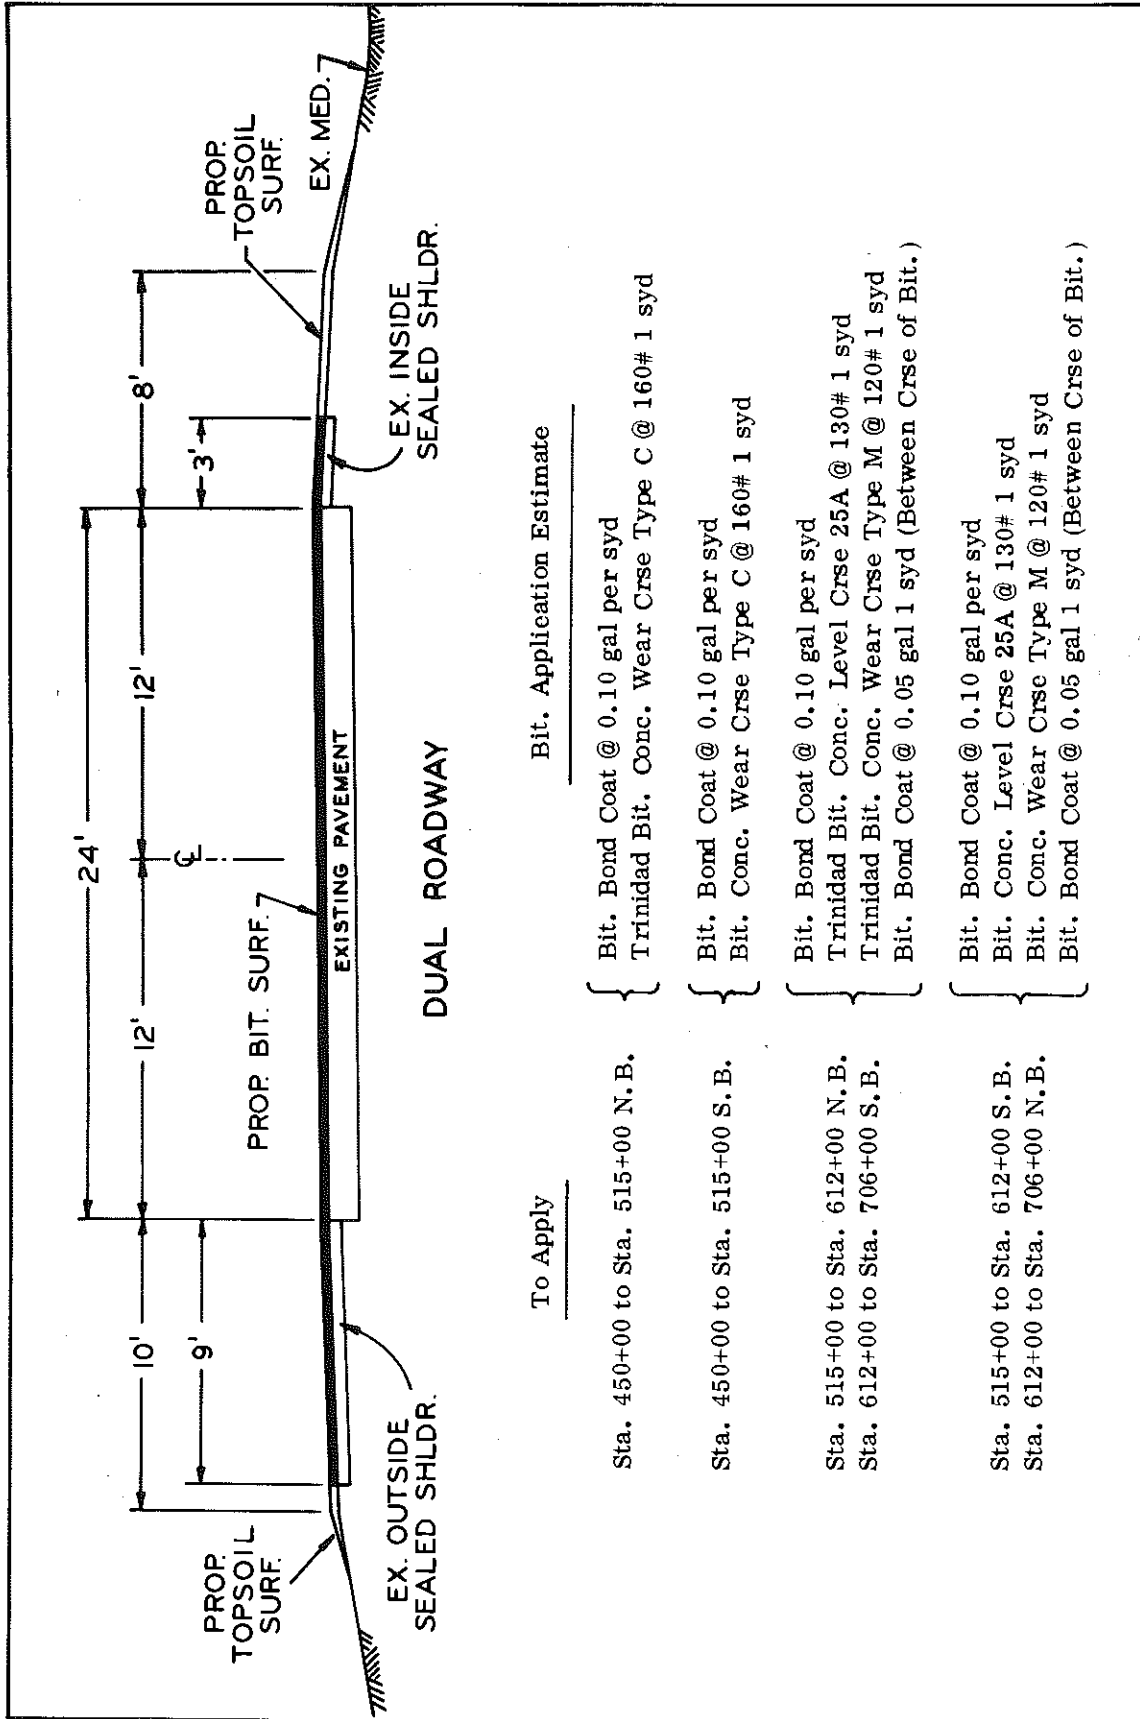 24'
10'
12'
12'
8'
9'
3'
℄
PROP.
TOPSOIL
SURF.
PROP. BIT. SURF.
PROP.
TOPSOIL
SURF.
EX. MED.
EXISTING PAVEMENT
EX. OUTSIDE
SEALED SHLDR.
EX. INSIDE
SEALED SHLDR.
DUAL ROADWAY
To Apply
Bit. Application Estimate
Sta. 450+00 to Sta. 515+00 N.B.
Bit. Bond Coat @ 0.10 gal per syd
Trinidad Bit. Conc. Wear Crse Type C @ 160# 1 syd
Sta. 450+00 to Sta. 515+00 S.B.
Bit. Bond Coat @ 0.10 gal per syd
Bit. Conc. Wear Crse Type C @ 160# 1 syd
Sta. 515+00 to Sta. 612+00 N.B.
Sta. 612+00 to Sta. 706+00 S.B.
Bit. Bond Coat @ 0.10 gal per syd
Trinidad Bit. Conc. Level Crse 25A @ 130# 1 syd
Trinidad Bit. Conc. Wear Crse Type M @ 120# 1 syd
Bit. Bond Coat @ 0.05 gal 1 syd (Between Crse of Bit.)
Sta. 515+00 to Sta. 612+00 S.B.
Sta. 612+00 to Sta. 706+00 N.B.
Bit. Bond Coat @ 0.10 gal per syd
Bit. Conc. Level Crse 25A @ 130# 1 syd
Bit. Conc. Wear Crse Type M @ 120# 1 syd
Bit. Bond Coat @ 0.05 gal 1 syd (Between Crse of Bit.)